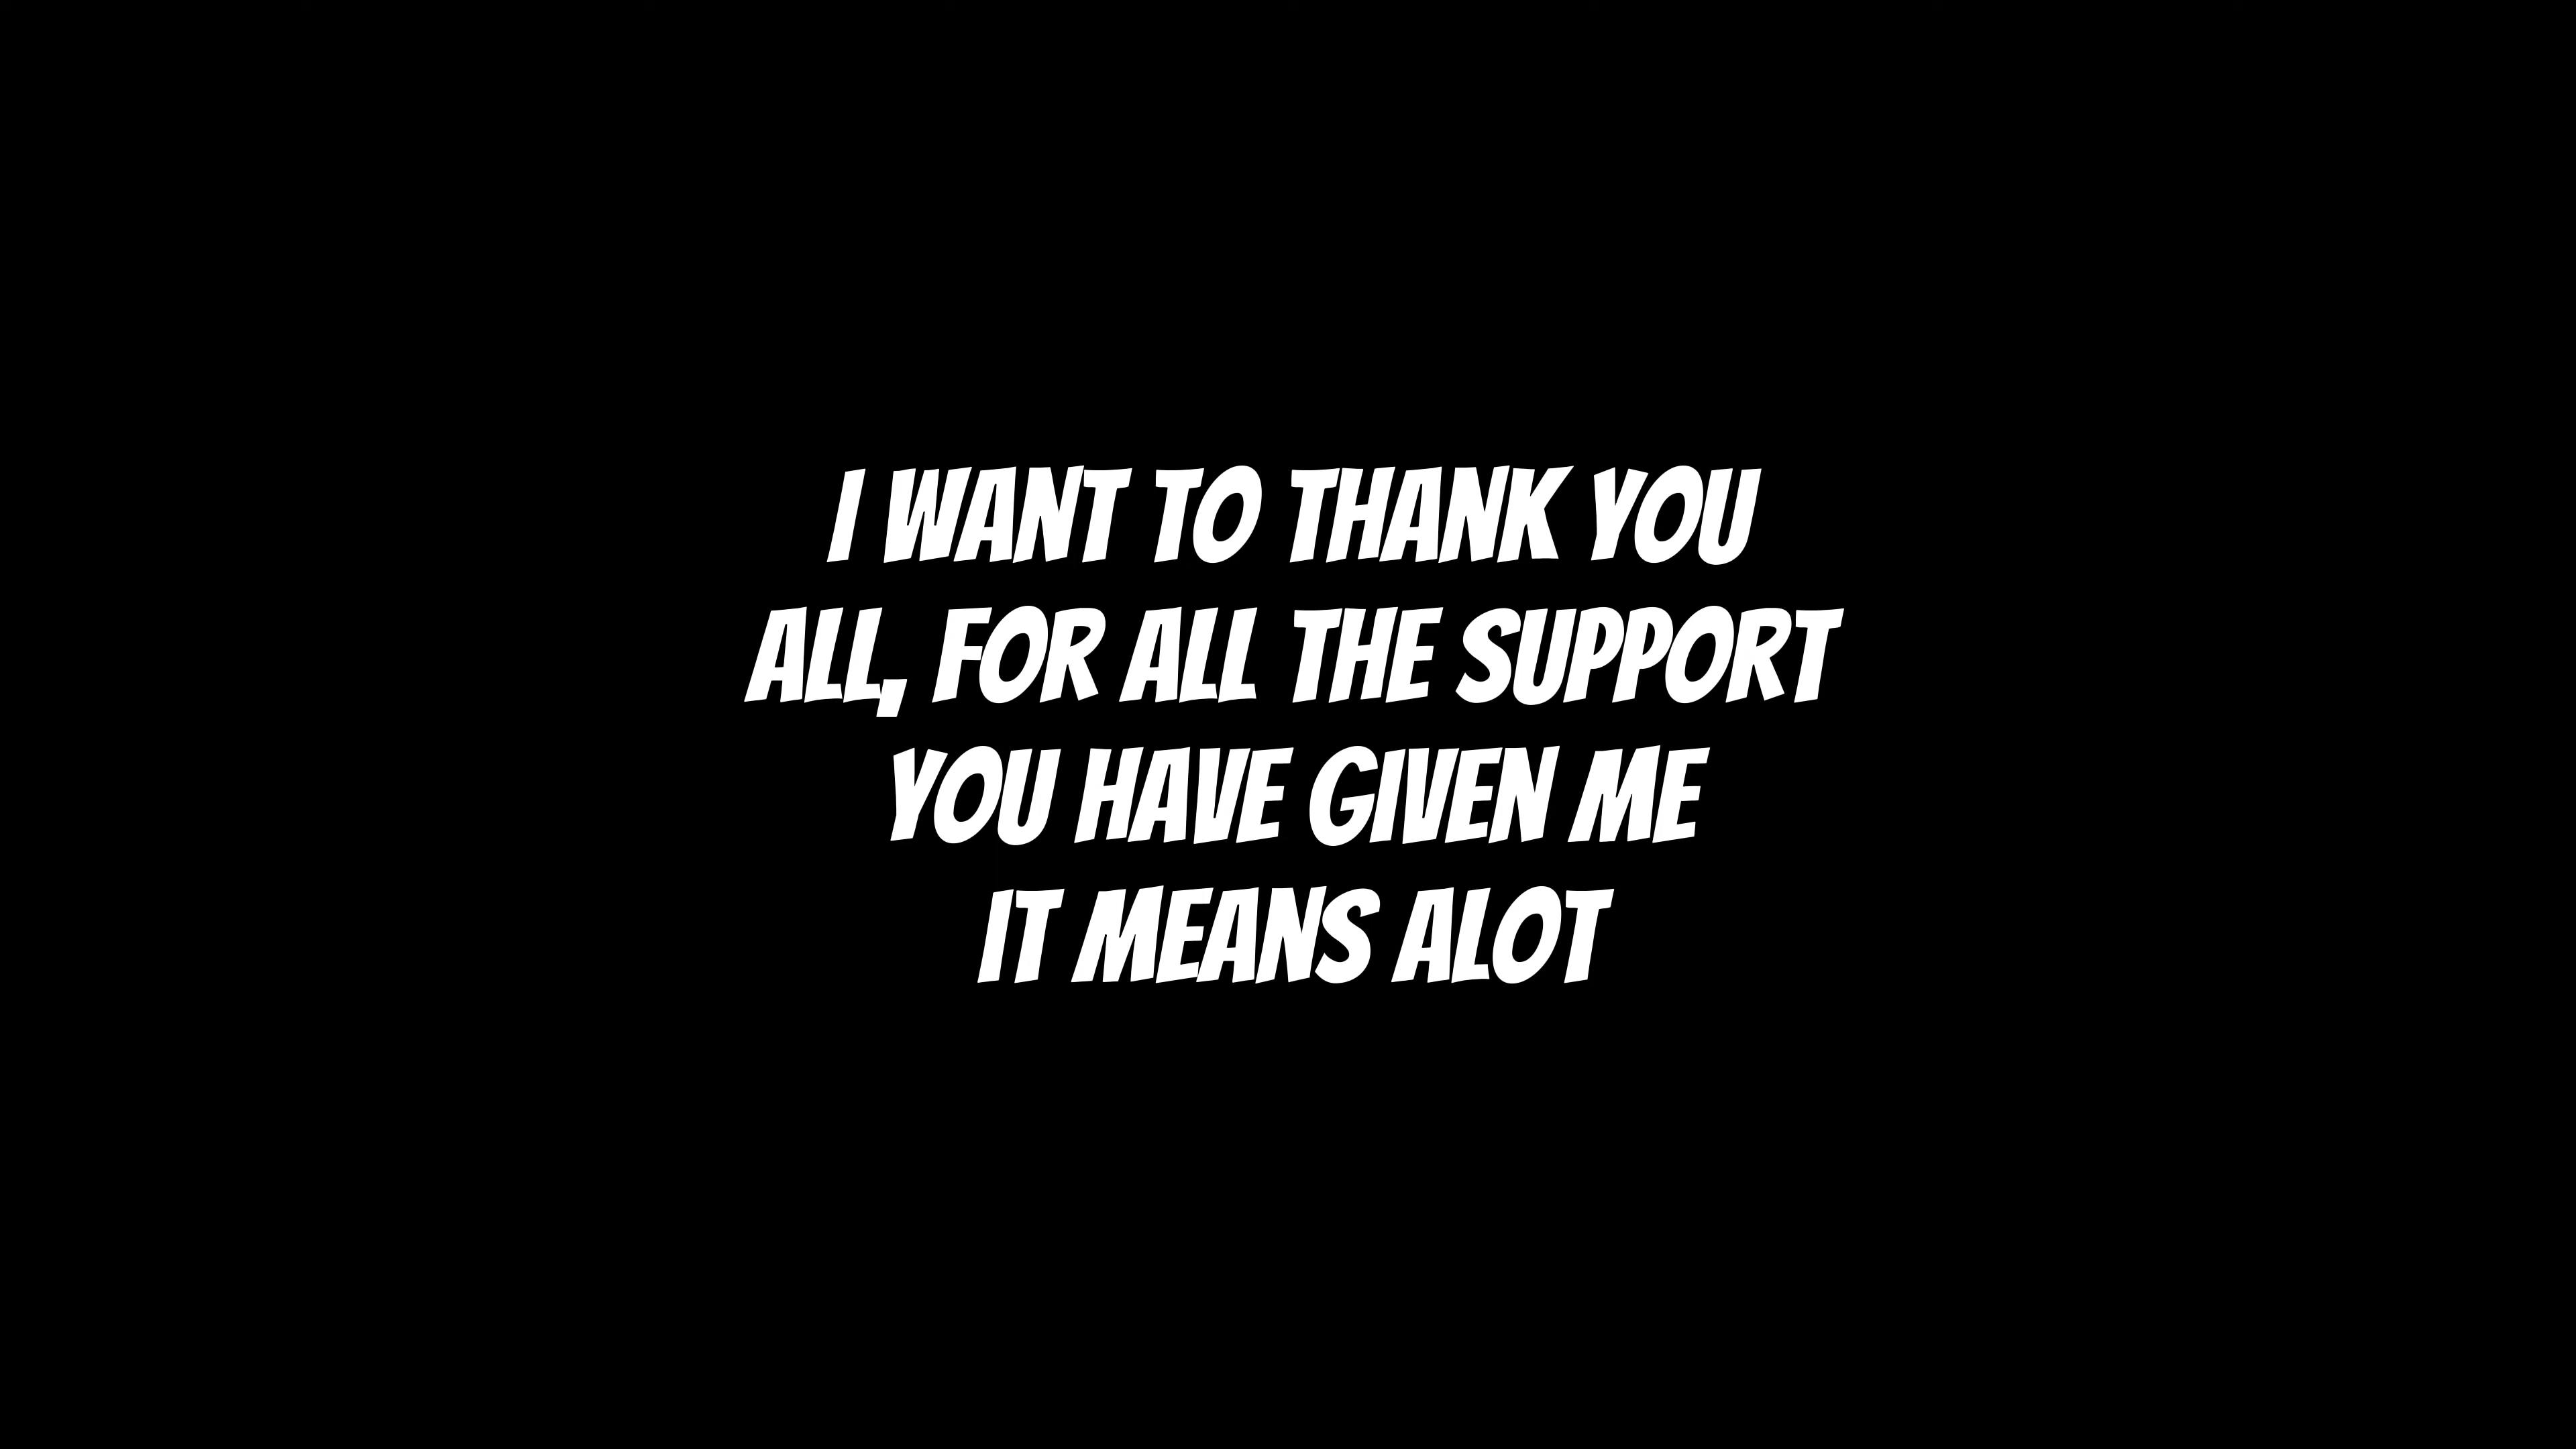 I WANT TO THANK YOU
ALL, FOR ALL THE SUPPORT
YOU HAVE GIVEN ME
IT MEANS ALOT